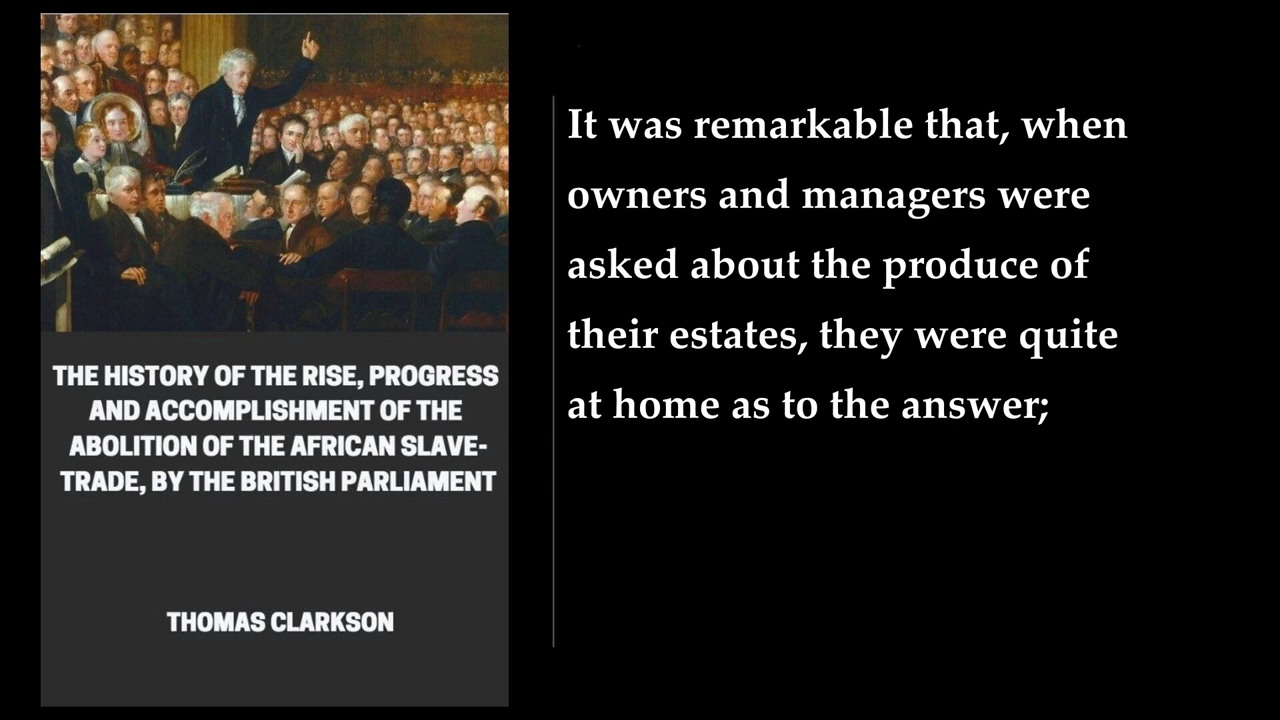 THE HISTORY OF THE RISE, PROGRESS
AND ACCOMPLISHMENT OF THE
ABOLITION OF THE AFRICAN SLAVE-
TRADE, BY THE BRITISH PARLIAMENT
THOMAS CLARKSON
It was remarkable that, when
owners and managers were
asked about the produce of
their estates, they were quite
at home as to the answer;